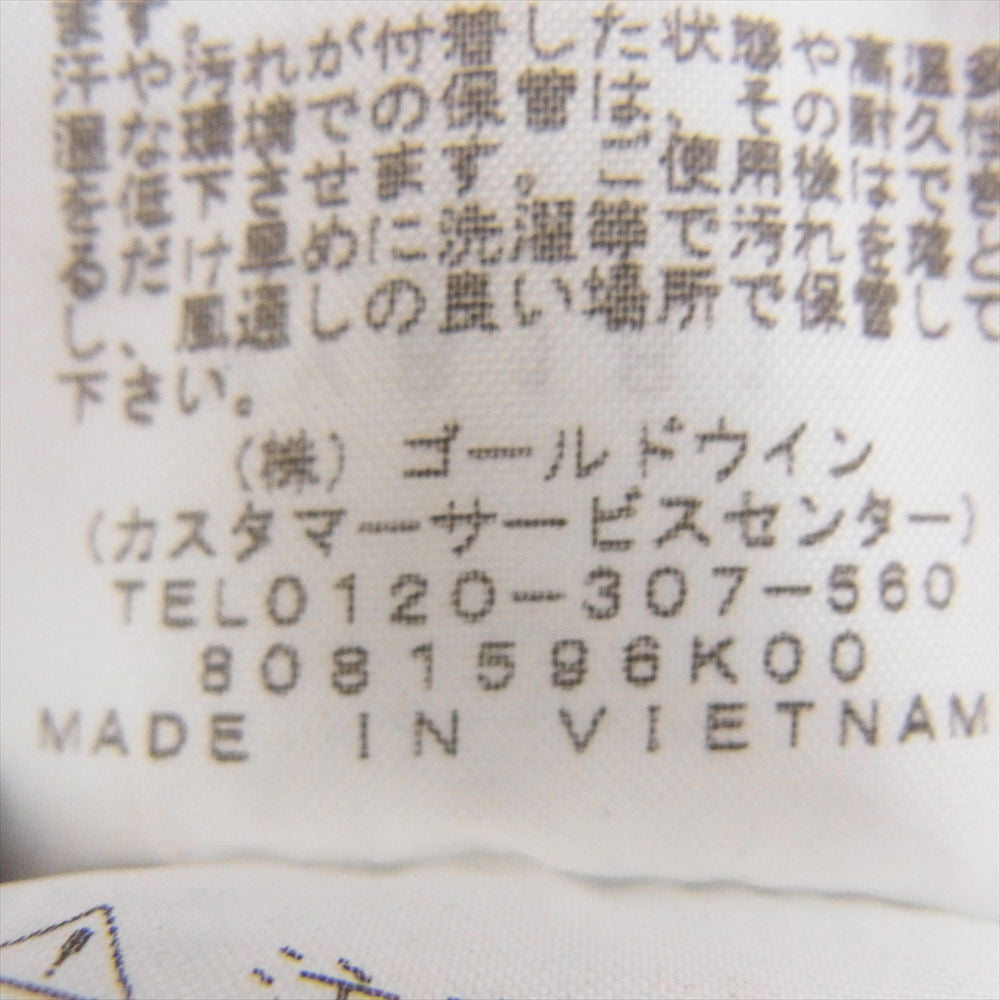 ます。
汗や汚れが付着した状態や高温多
湿な環境での保管は、その耐久性
を低下させます。ご使用後はでき
るだけ早めに洗濯等で汚れを落と
し、風通しの良い場所で保管して
下さい。
(株) ゴールドウイン
(カスタマーサービスセンター)
TEL0120-307-560
8081596K00
MADE IN VIETNAM